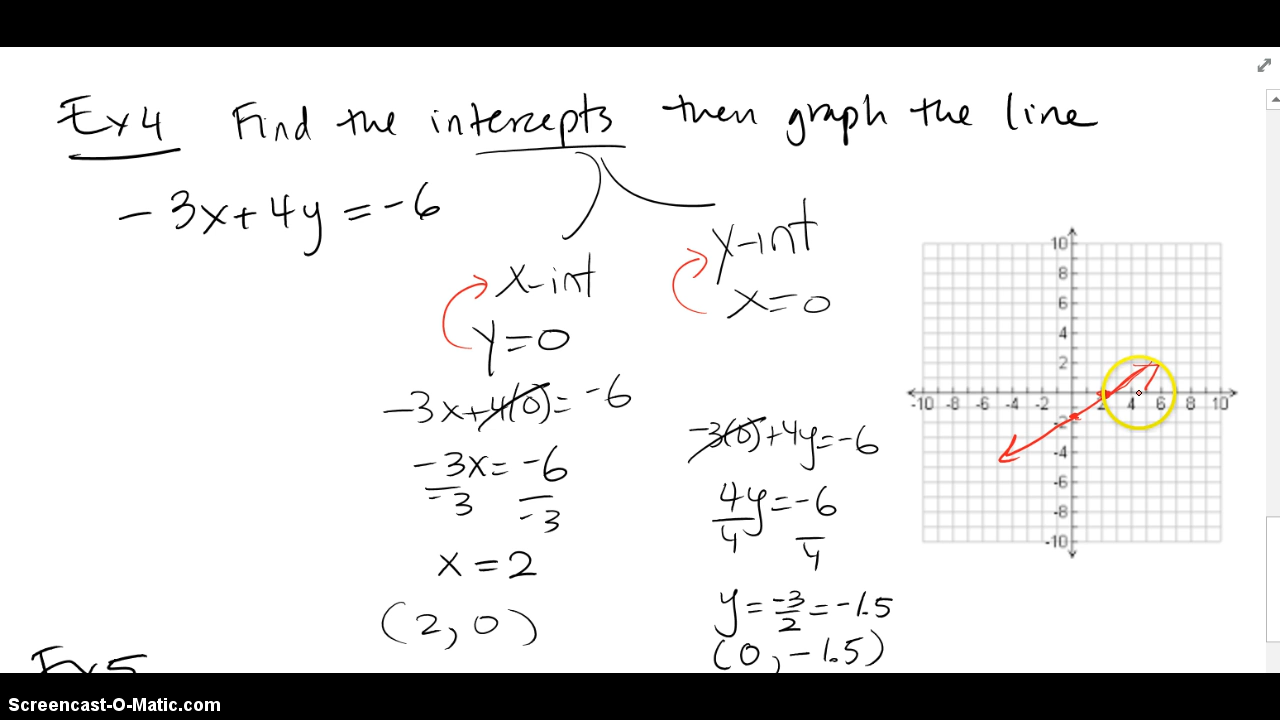 Ex4 Find the intercepts then graph the line
-3x+4y=-6
x-int
y=0
-3x+4(0)=-6
-3x=-6
-3 -3
x=2
(2,0)
y-int
x=0
-3(0)+4y=-6
4y=-6
4 4
y=-3/2=-1.5
(0,-1.5)
10
8
6
4
2
-10 -8 -6 -4 -2 2 4 6 8 10
-2
-4
-6
-8
-10
Ex5
Screencast-O-Matic.com